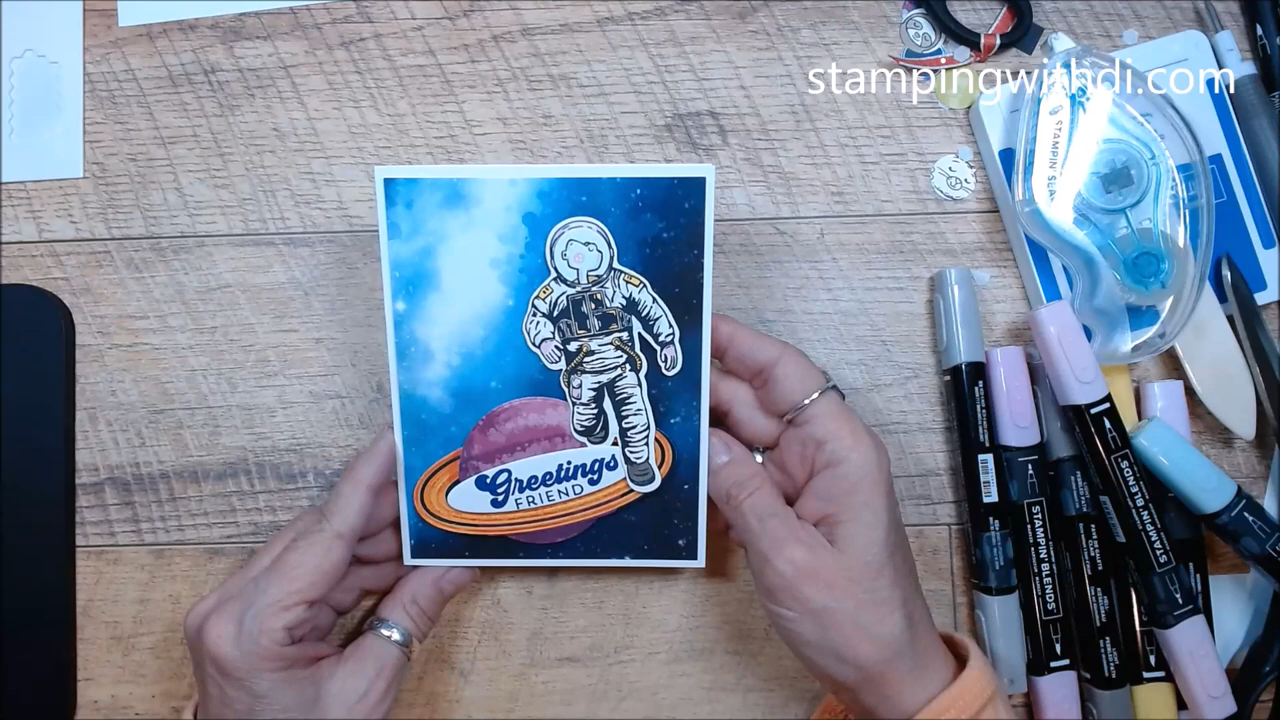 stampingwithdi.com
STAMPIN' SEAL
Greetings
FRIEND
STAMPIN' BLENDS
STAMPIN' BLENDS